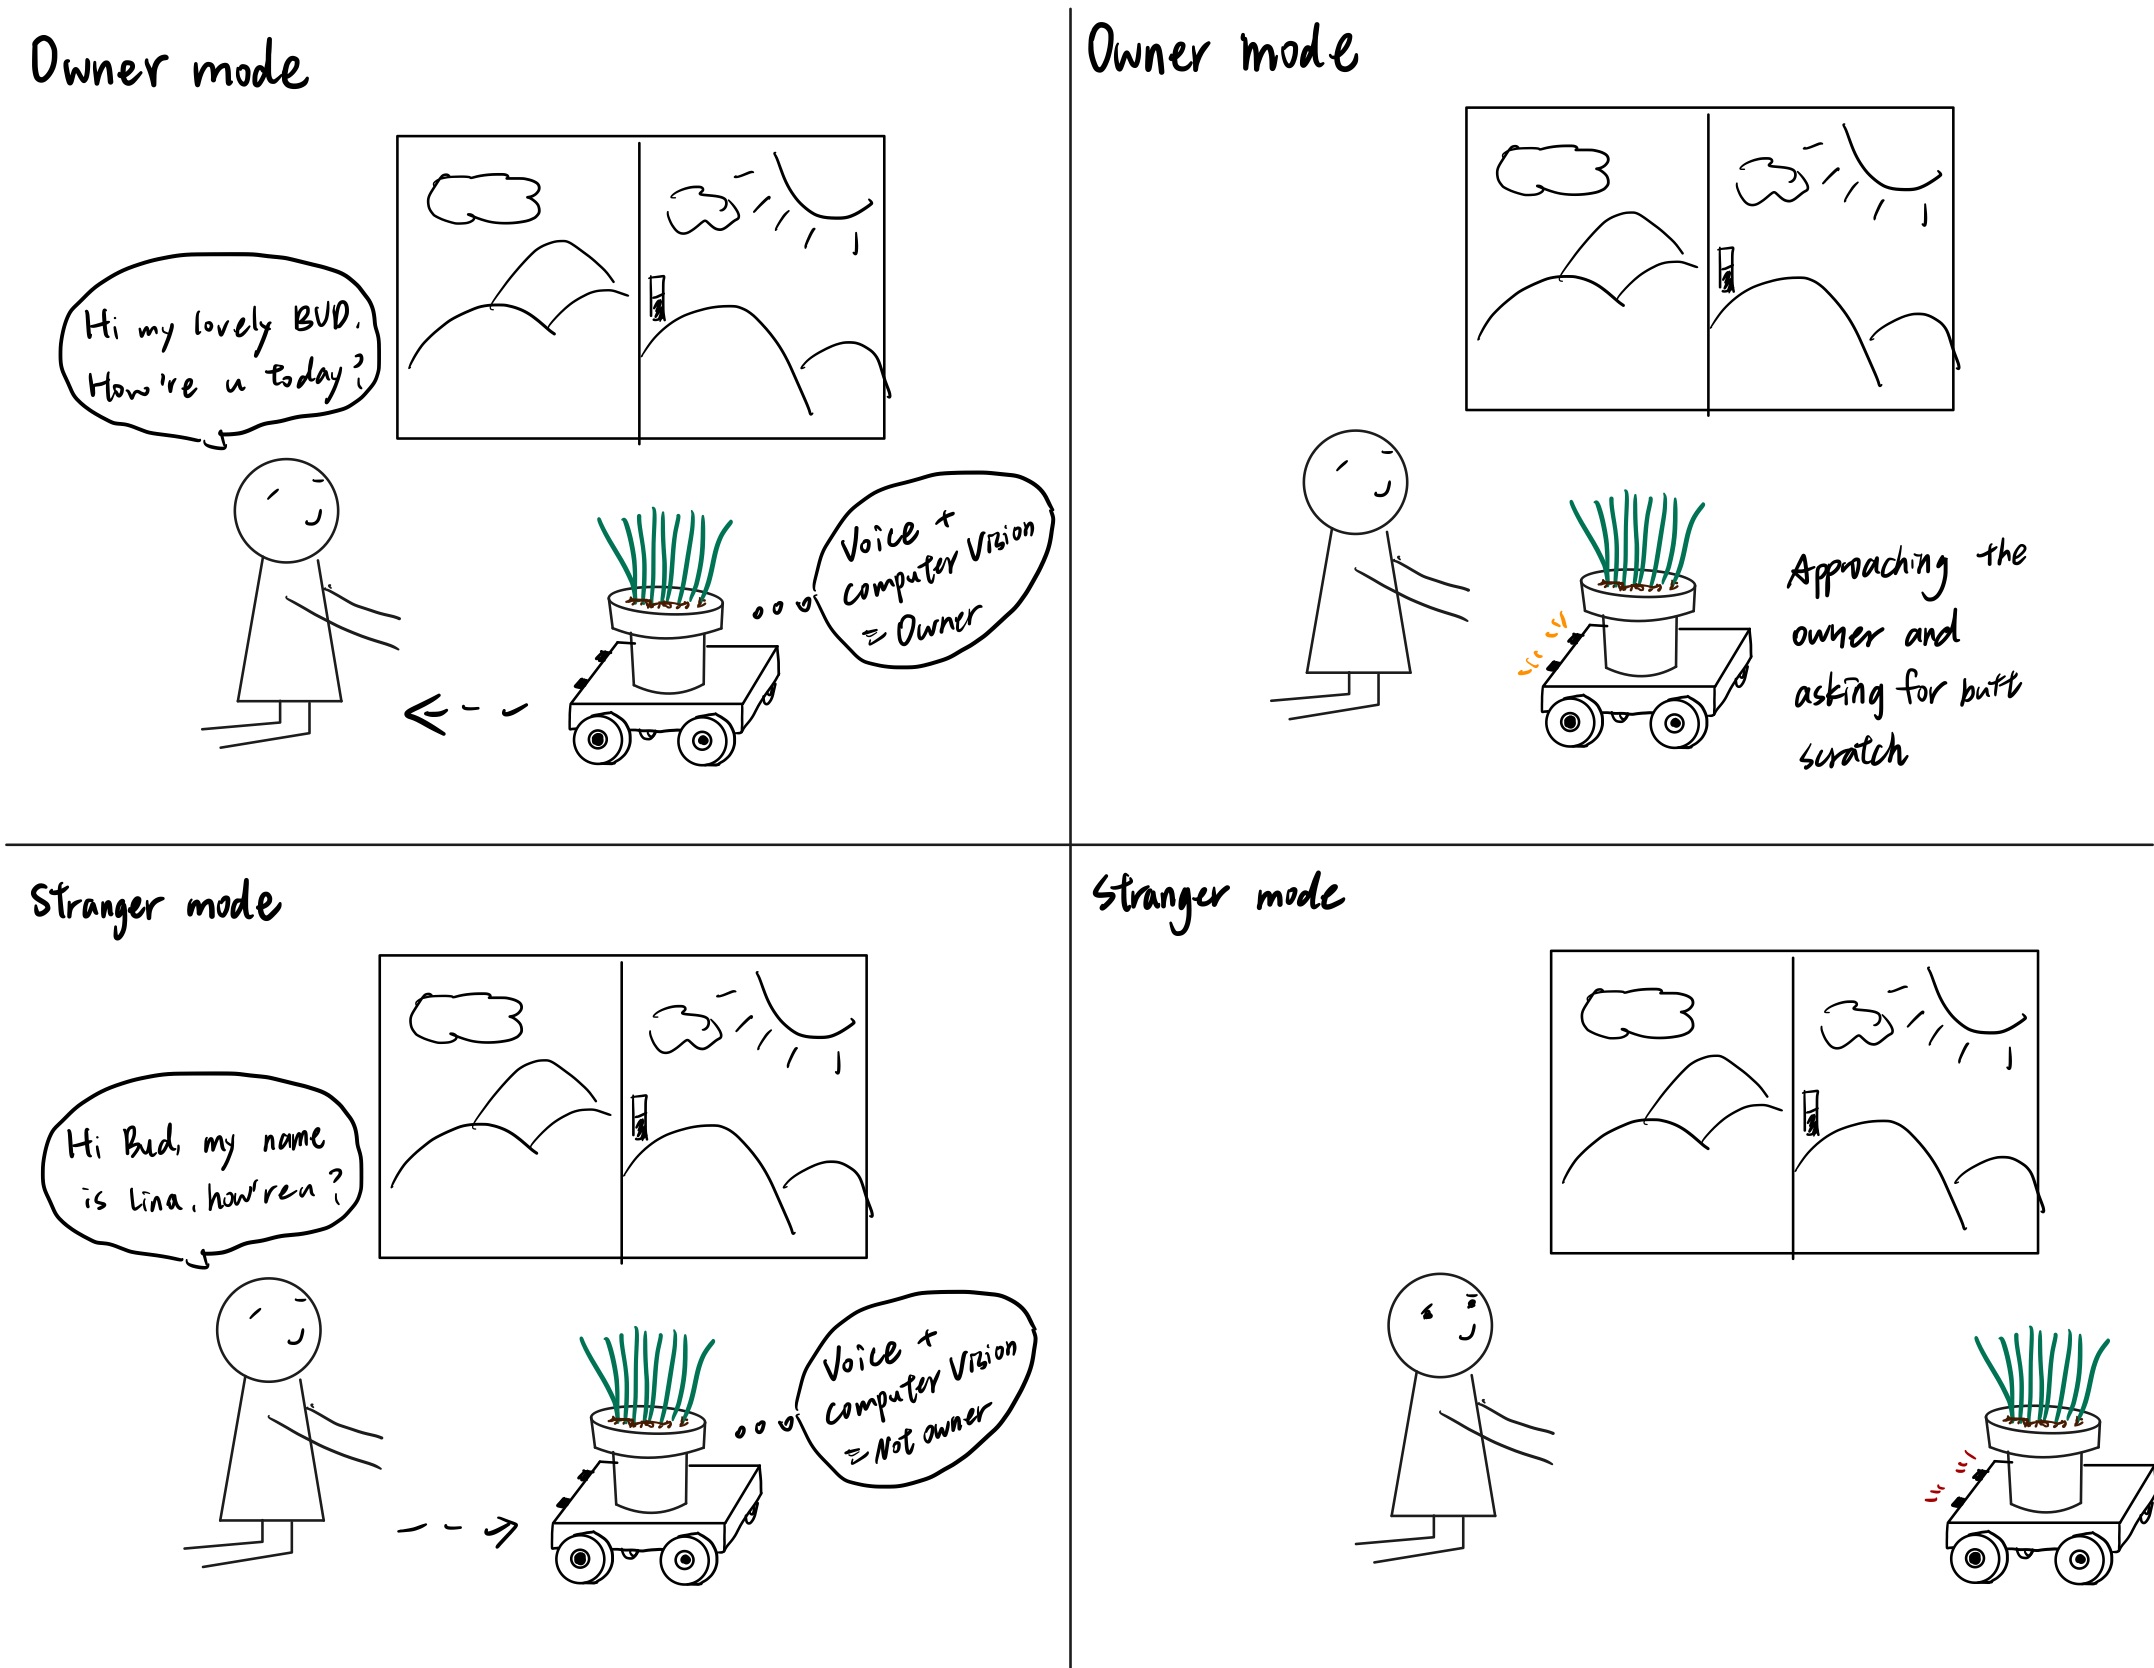 Owner mode
Hi my lovely BUD.
How're u today?
Voice +
computer Vision
= Owner
Owner mode
Approaching the
owner and
asking for butt
scratch
Stranger mode
Hi Bud, my name
is Lina. how're u?
Voice +
computer Vision
= Not owner
Stranger mode